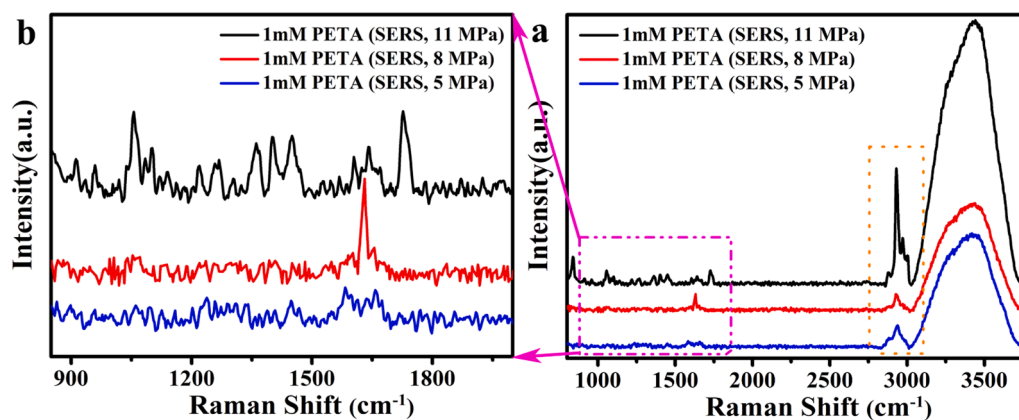 b
1mM PETA (SERS, 11 MPa)
1mM PETA (SERS, 8 MPa)
1mM PETA (SERS, 5 MPa)
Intensity(a.u.)
900 1200 1500 1800
Raman Shift (cm⁻¹)
a
1mM PETA (SERS, 11 MPa)
1mM PETA (SERS, 8 MPa)
1mM PETA (SERS, 5 MPa)
Intensity(a.u.)
1000 1500 2000 2500 3000 3500
Raman Shift (cm⁻¹)